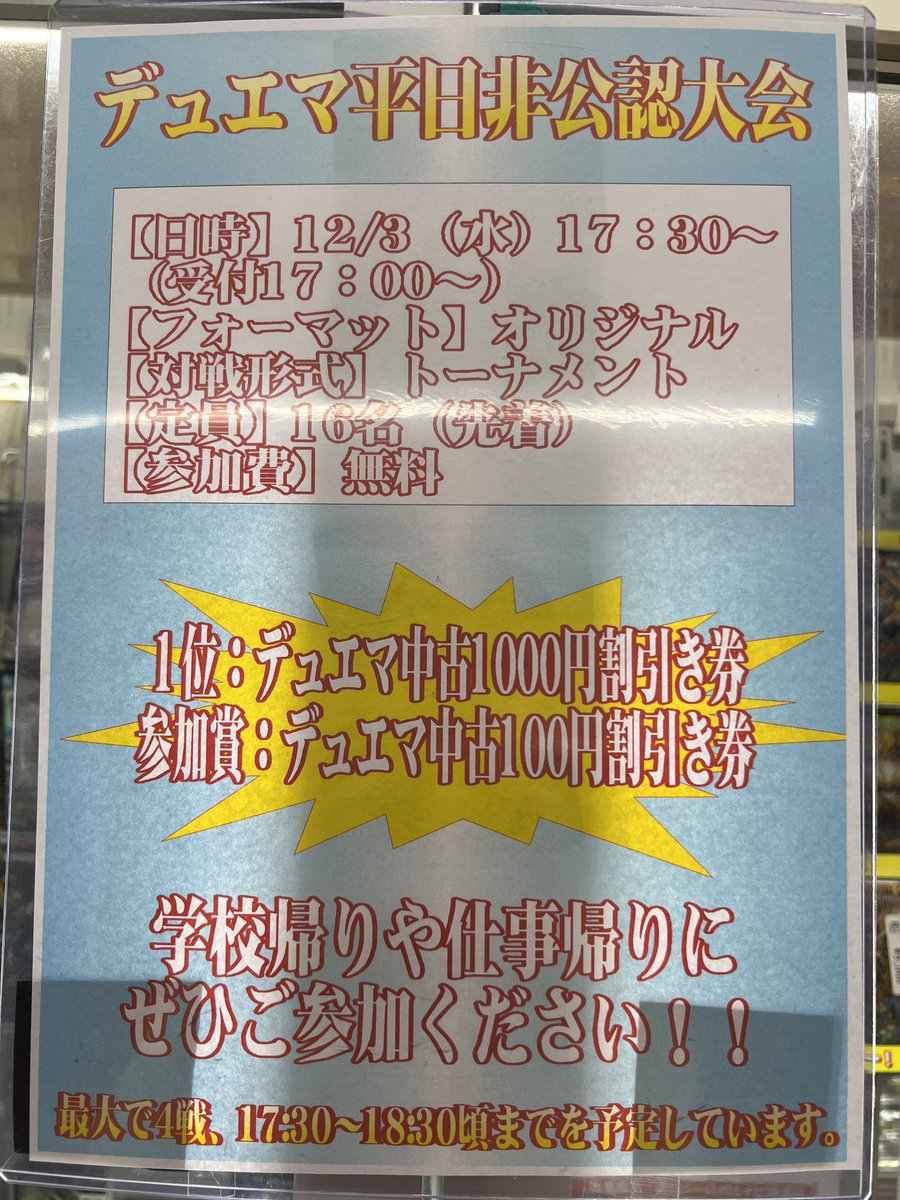 デュエマ平日非公認大会
【日時】12/3（水）17：30〜
（受付17：00〜）
【フォーマット】オリジナル
【対戦形式】トーナメント
【定員】16名（先着）
【参加費】無料
1位：デュエマ中古1000円割引き券
参加賞：デュエマ中古100円割引き券
学校帰りや仕事帰りに
ぜひご参加ください！！
最大で4戦、17:30〜18:30頃までを予定しています。